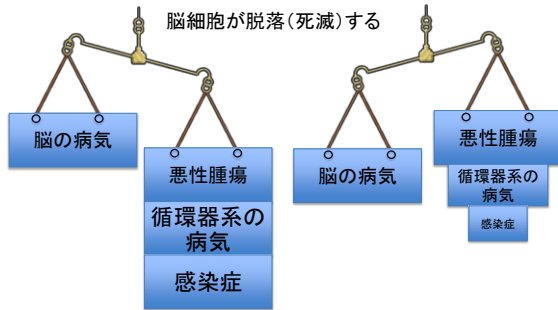 脳細胞が脱落(死滅)する
脳の病気
悪性腫瘍
循環器系の
病気
感染症
脳の病気
悪性腫瘍
循環器系の
病気
感染症